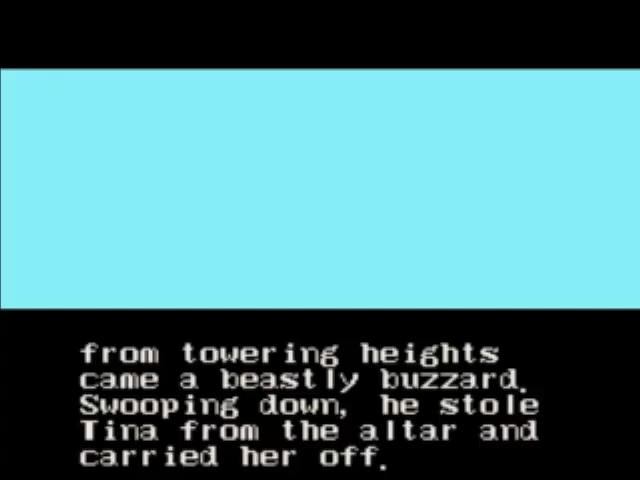 from towering heights
came a beastly buzzard.
Swooping down, he stole
Tina from the altar and
carried her off.